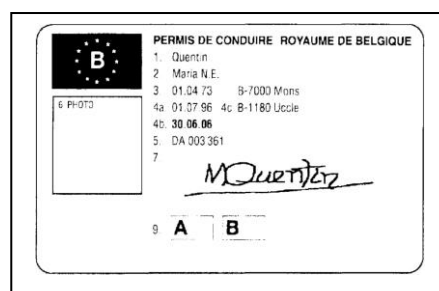 B
PERMIS DE CONDUIRE ROYAUME DE BELGIQUE
1. Quentin
2 Maria N.E.
3 01.04 73 B-7000 Mons
4a 01.07 96 4c B-1180 Uccle
4b. 30.06.06
5. DA 003 361
6 PHOTO
7
MQuentin
9 A B